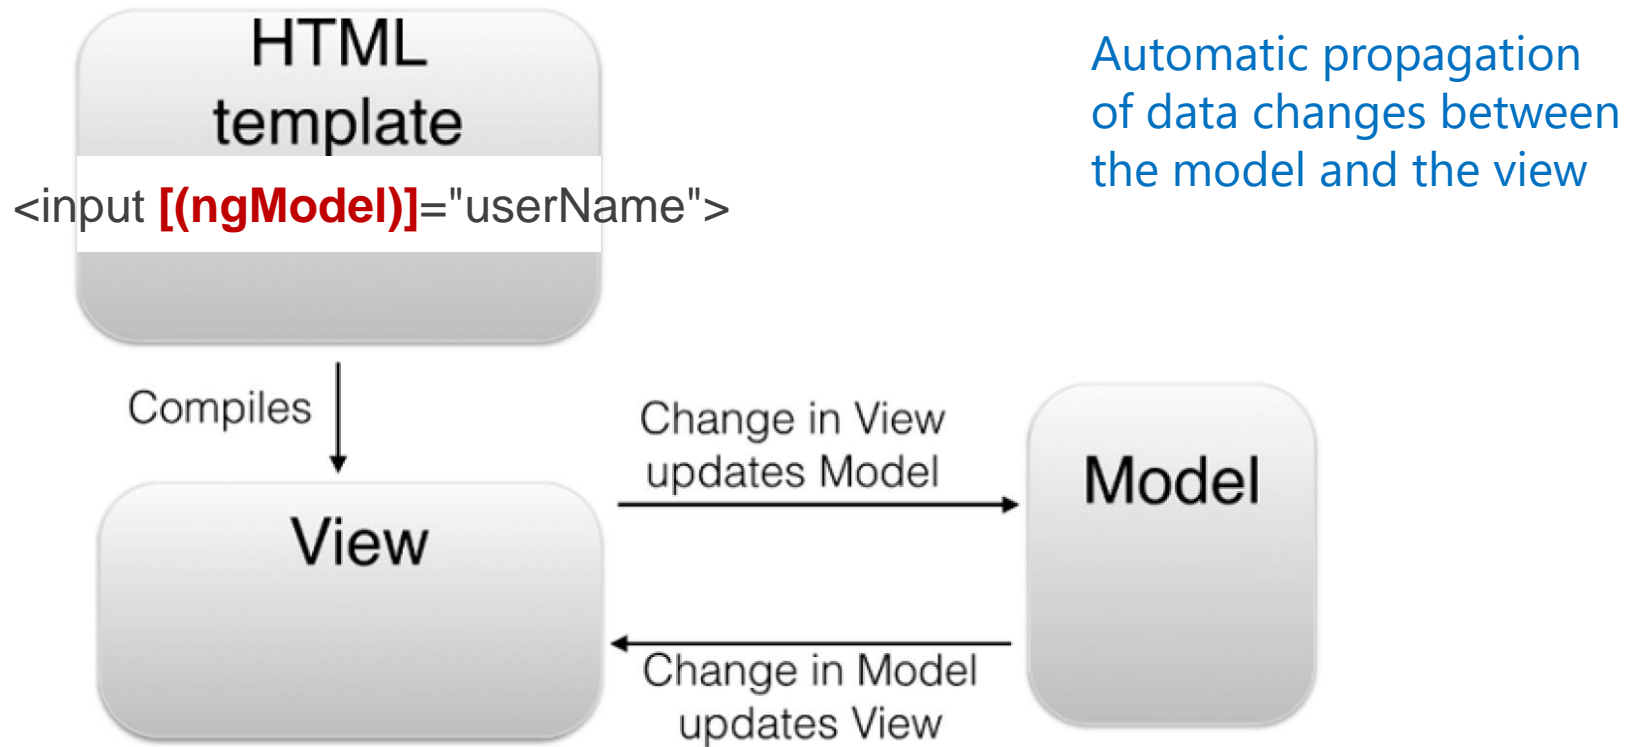 HTML
template
<input [(ngModel)]="userName">
Automatic propagation
of data changes between
the model and the view
Compiles
Change in View
updates Model
Model
View
Change in Model
updates View